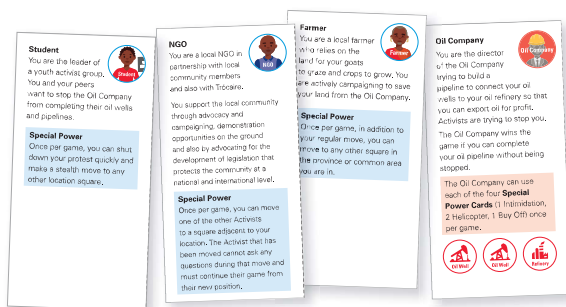 Student
You are the leader of
a youth activist group.
You and your peers
want to stop the Oil Company
from completing their oil wells
and pipelines.
Student
Special Power
Once per game, you can shut
down your protest quickly and
make a stealth move to any
other location square.
NGO
You are a local NGO in
partnership with local
community members
and also with Trócaire.
NGO
You support the local community
through advocacy and
campaigning, demonstration
opportunities on the ground
and also by advocating for the
development of legislation that
protects the community at a
national and international level.
Special Power
Once per game, you can move
one of the other Activists
to a square adjacent to your
location. The Activist that has
been moved cannot ask any
questions during that move and
must continue their game from
their new position.
Farmer
You are a local farmer
who relies on the
land for your goats
to graze and crops to grow. You
are actively campaigning to save
your land from the Oil Company.
Farmer
Special Power
Once per game, in addition to
your regular move, you can
move to any other square in
the province or common area
you are in.
Oil Company
You are the director
of the Oil Company
trying to build a
pipeline to connect your oil
wells to your oil refinery so that
you can export oil for profit.
Activists are trying to stop you.
Oil Company
The Oil Company wins the
game if you can complete
your oil pipeline without being
stopped.
The Oil Company can use
each of the four Special
Power Cards (1 Intimidation,
2 Helicopter, 1 Buy Off) once
per game.
Oil Well
Oil Well
Refinery